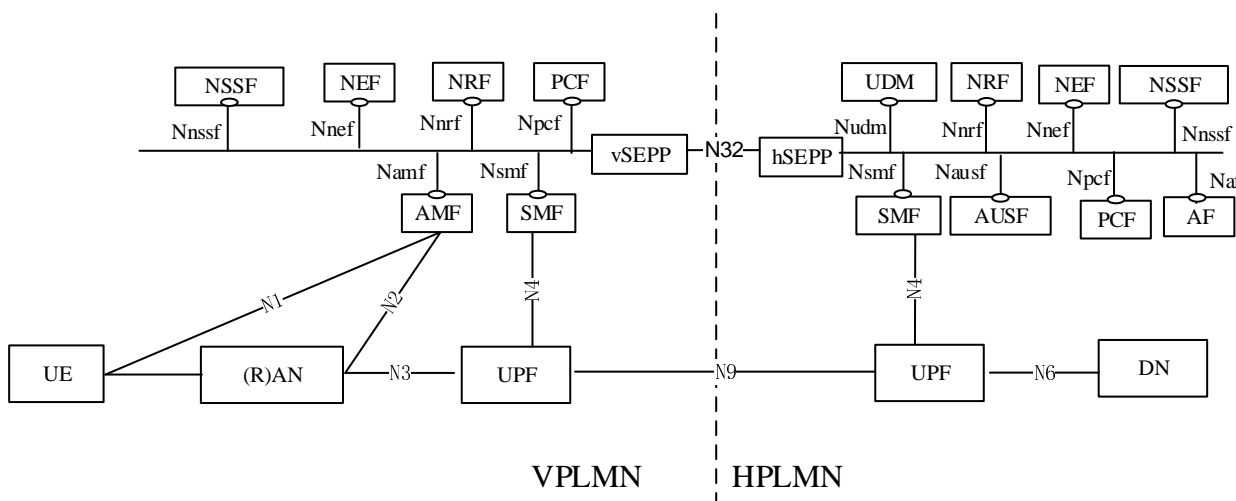 NSSF
NEF
NRF
PCF
UDM
NRF
NEF
NSSF
Nnssf
Nnef
Nnrf
Npcf
Nudm
Nnrf
Nnef
Nnssf
vSEPP
N32
hSEPP
Namf
Nsmf
Nsmf
Nausf
Npcf
AMF
SMF
SMF
AUSF
PCF
AF
N1
N2
N4
N4
UE
(R)AN
N3
UPF
N9
UPF
N6
DN
VPLMN
HPLMN